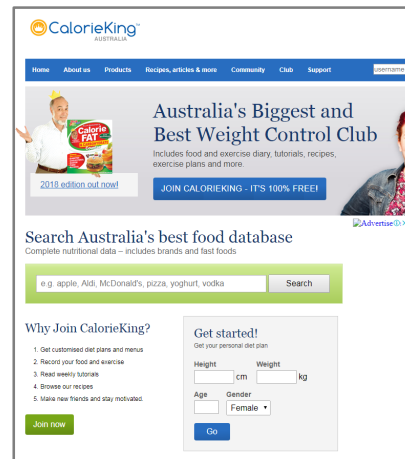 CalorieKing™
AUSTRALIA
Home About us Products Recipes, articles & more Community Club Support username
Calorie
FAT
2018 edition out now!
Australia's Biggest and
Best Weight Control Club
Includes food and exercise diary, tutorials, recipes,
exercise plans and more.
JOIN CALORIEKING - IT'S 100% FREE!
Advertise
Search Australia's best food database
Complete nutritional data – includes brands and fast foods
e.g. apple, Aldi, McDonald's, pizza, yoghurt, vodka Search
Why Join CalorieKing?
1. Get customised diet plans and menus
2. Record your food and exercise
3. Read weekly tutorials
4. Browse our recipes
5. Make new friends and stay motivated.
Join now
Get started!
Get your personal diet plan
Height Weight
cm kg
Age Gender
Female
Go